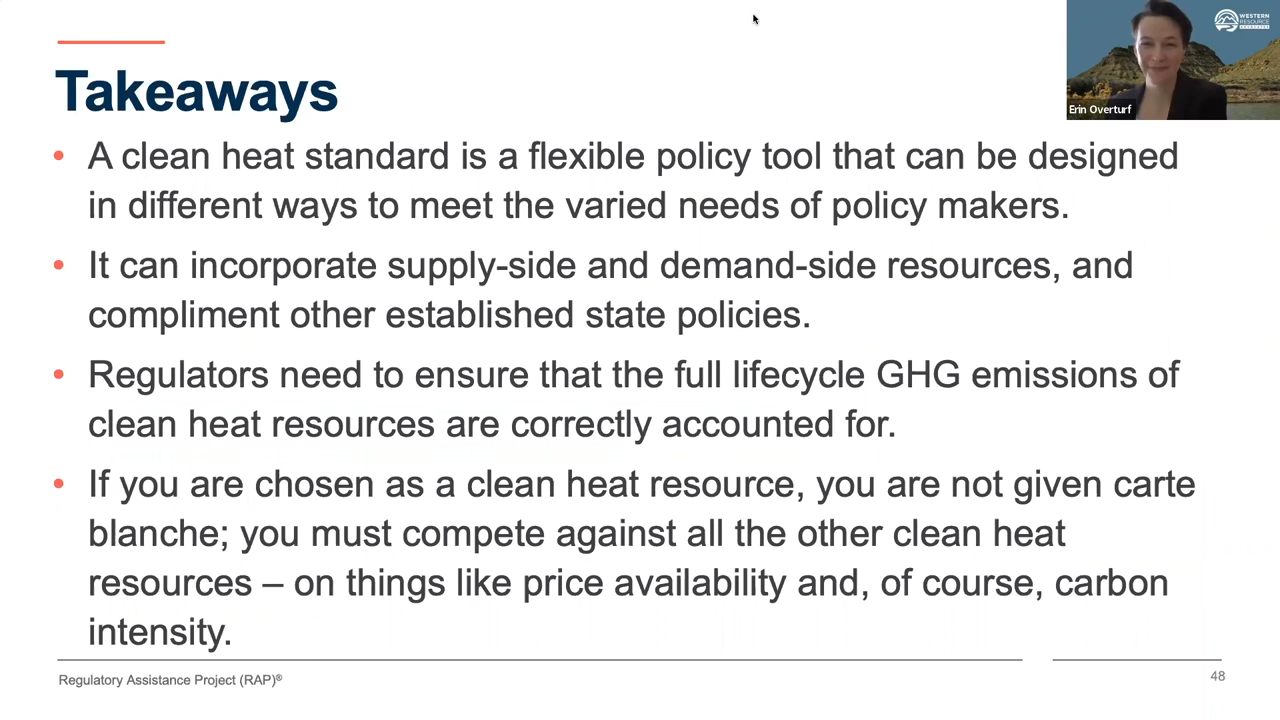 WESTERN
RESOURCE
ADVOCATES
Erin Overturf
Takeaways
• A clean heat standard is a flexible policy tool that can be designed
in different ways to meet the varied needs of policy makers.
• It can incorporate supply-side and demand-side resources, and
compliment other established state policies.
• Regulators need to ensure that the full lifecycle GHG emissions of
clean heat resources are correctly accounted for.
• If you are chosen as a clean heat resource, you are not given carte
blanche; you must compete against all the other clean heat
resources – on things like price availability and, of course, carbon
intensity.
Regulatory Assistance Project (RAP)®
48